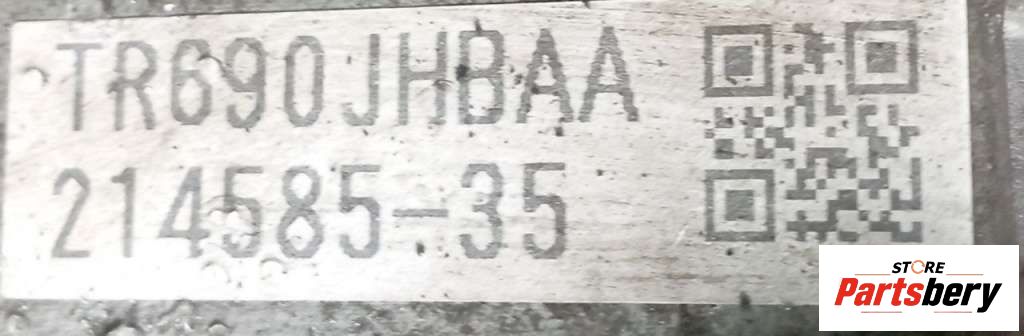 TR690JHBAA
214585-35
STORE
Partsbery